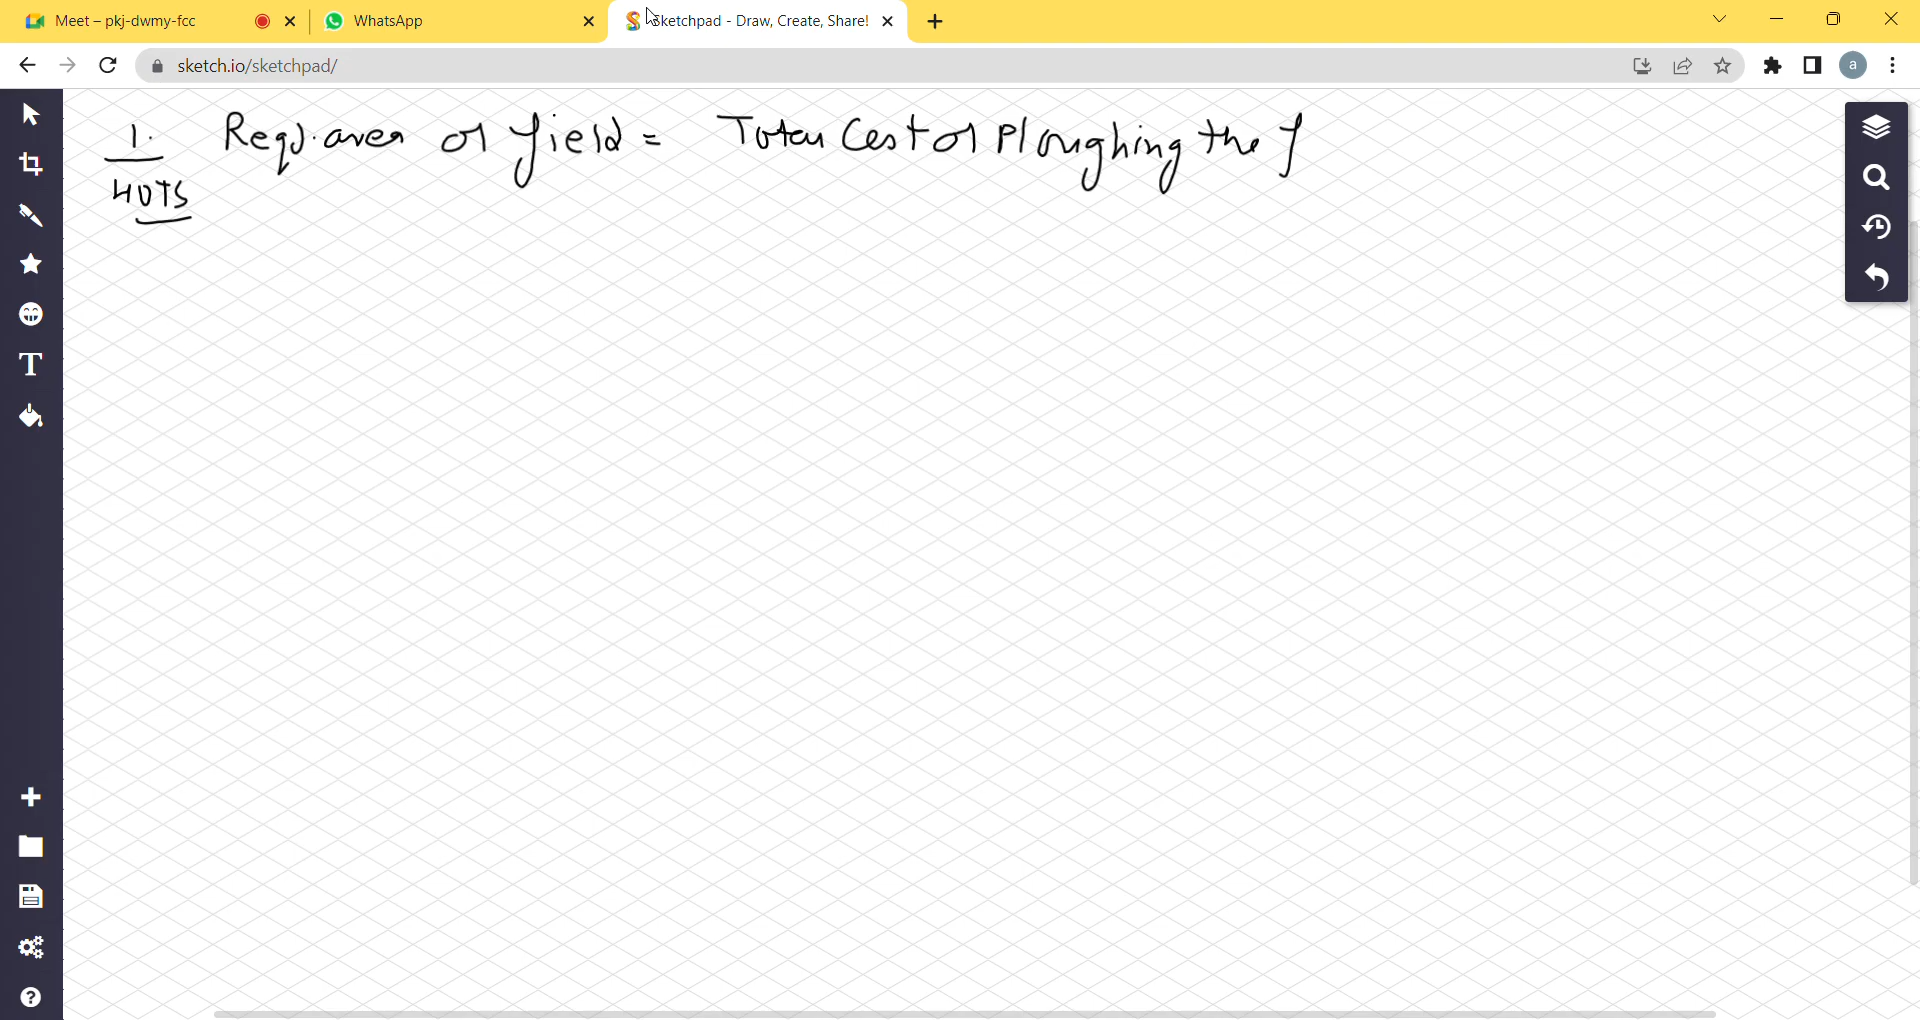 Meet – pkj-dwmy-fcc
WhatsApp
Sketchpad - Draw, Create, Share!
sketch.io/sketchpad/
a
1. Reqd. area of field = Total Cost of Ploughing the f
HOTS
T
?